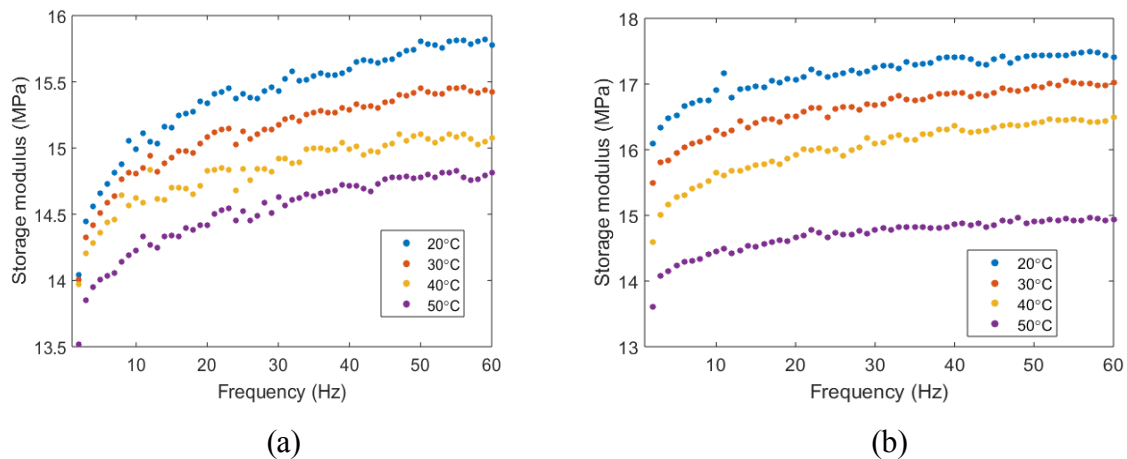 16
15.5
15
14.5
14
13.5
Storage modulus (MPa)
10 20 30 40 50 60
Frequency (Hz)
20°C
30°C
40°C
50°C
(a)
18
17
16
15
14
13
Storage modulus (MPa)
10 20 30 40 50 60
Frequency (Hz)
20°C
30°C
40°C
50°C
(b)